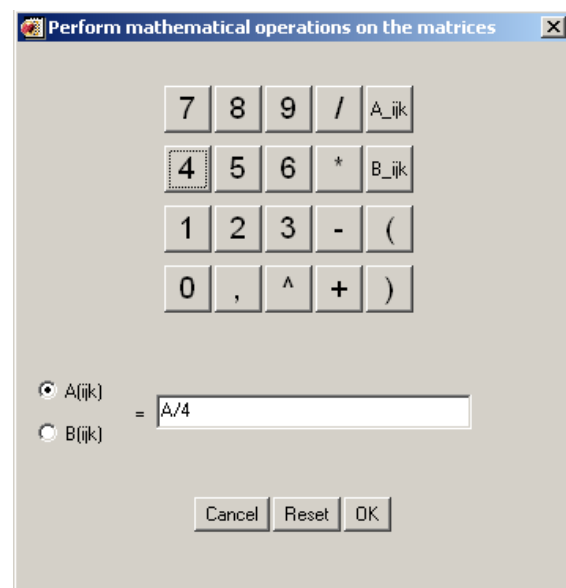 Perform mathematical operations on the matrices
7 8 9 / A_ijk
4 5 6 * B_ijk
1 2 3 - (
0 , ^ + )
A(ijk)
= A/4
B(ijk)
Cancel Reset OK